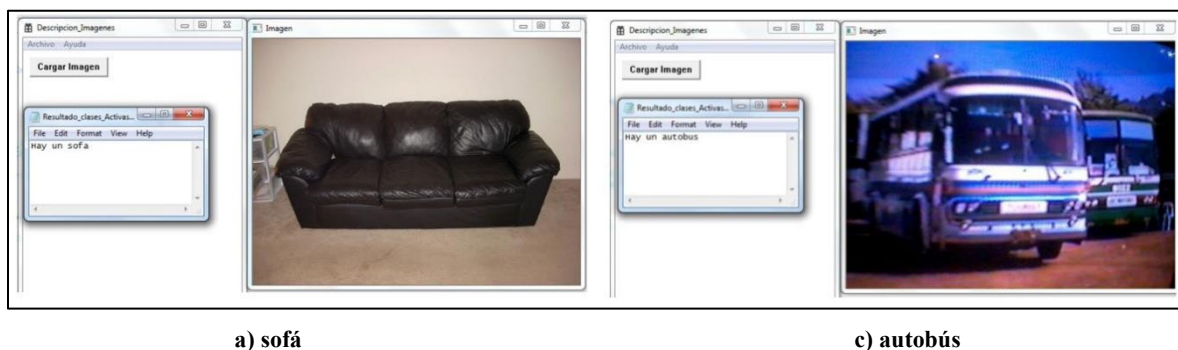 Descripcion_Imagenes
Archivo Ayuda
Cargar Imagen
Resultado_clases_Activas...
File Edit Format View Help
Hay un sofa
Imagen
Descripcion_Imagenes
Archivo Ayuda
Cargar Imagen
Resultado_clases_Activas...
File Edit Format View Help
Hay un autobus
Imagen
a) sofá
c) autobús